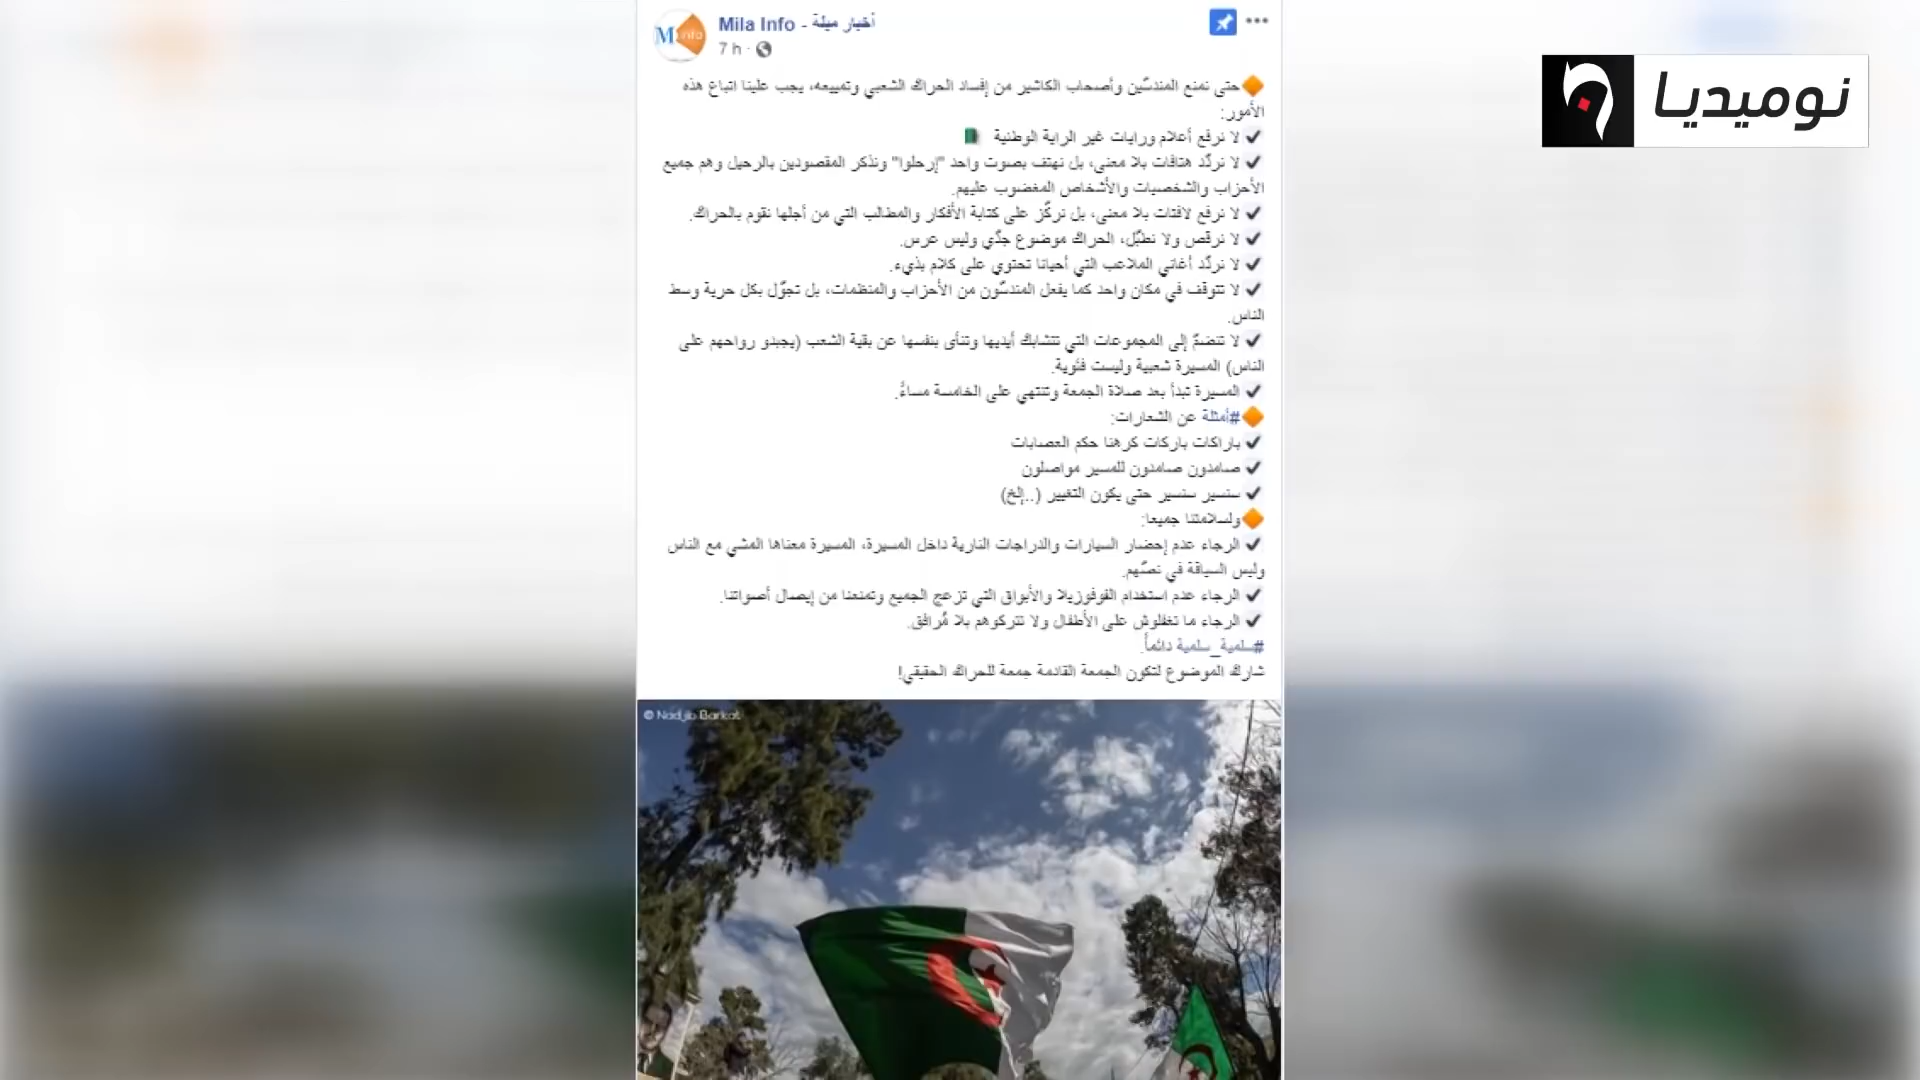 Mila Info - أخبار ميلة
7 h
M info
نوميديا
حتى نمنع المندسّين وأصحاب الكاشير من إفساد الحراك الشعبي وتمييعه، يجب علينا اتباع هذه
الأمور:
✔ لا نرفع أعلام ورايات غير الراية الوطنية
✔ لا نردّد هتافات بلا معنى، بل نهتف بصوت واحد "إرحلوا" ونذكر المقصودين بالرحيل وهم جميع
الأحزاب والشخصيات والأشخاص المغضوب عليهم.
✔ لا نرفع لافتات بلا معنى، بل نركّز على كتابة الأفكار والمطالب التي من أجلها نقوم بالحراك.
✔ لا نرقص ولا نطبّل، الحراك موضوع جدّي وليس عرس.
✔ لا نردّد أغاني الملاعب التي أحيانا تحتوي على كلام بذيء.
✔ لا تتوقف في مكان واحد كما يفعل المندسّون من الأحزاب والمنظمات، بل تجوّل بكل حرية وسط
الناس.
✔ لا تنضمّ إلى المجموعات التي تتشابك أيديها وتنأى بنفسها عن بقية الشعب (يجبدو رواحهم على
الناس) المسيرة شعبية وليست فئوية.
✔ المسيرة تبدأ بعد صلاة الجمعة وتنتهي على الخامسة مساءً.
#أمثلة عن الشعارات:
✔ باراكات باركات كرهنا حكم العصابات
✔ صامدون صامدون للمسير مواصلون
✔ سنسير سنسير حتى يكون التغيير (..إلخ)
ولسلامتنا جميعا:
✔ الرجاء عدم إحضار السيارات والدراجات النارية داخل المسيرة، المسيرة معناها المشي مع الناس
وليس السياقة في نصّهم.
✔ الرجاء عدم استخدام الفوفوزيلا والأبواق التي تزعج الجميع وتمنعنا من إيصال أصواتنا.
✔ الرجاء ما تغفلوش على الأطفال ولا تتركوهم بلا مُرافق.
#سلمية_سلمية دائماً.
شارك الموضوع لتكون الجمعة القادمة جمعة للحراك الحقيقي!
© Nadjib Barkat